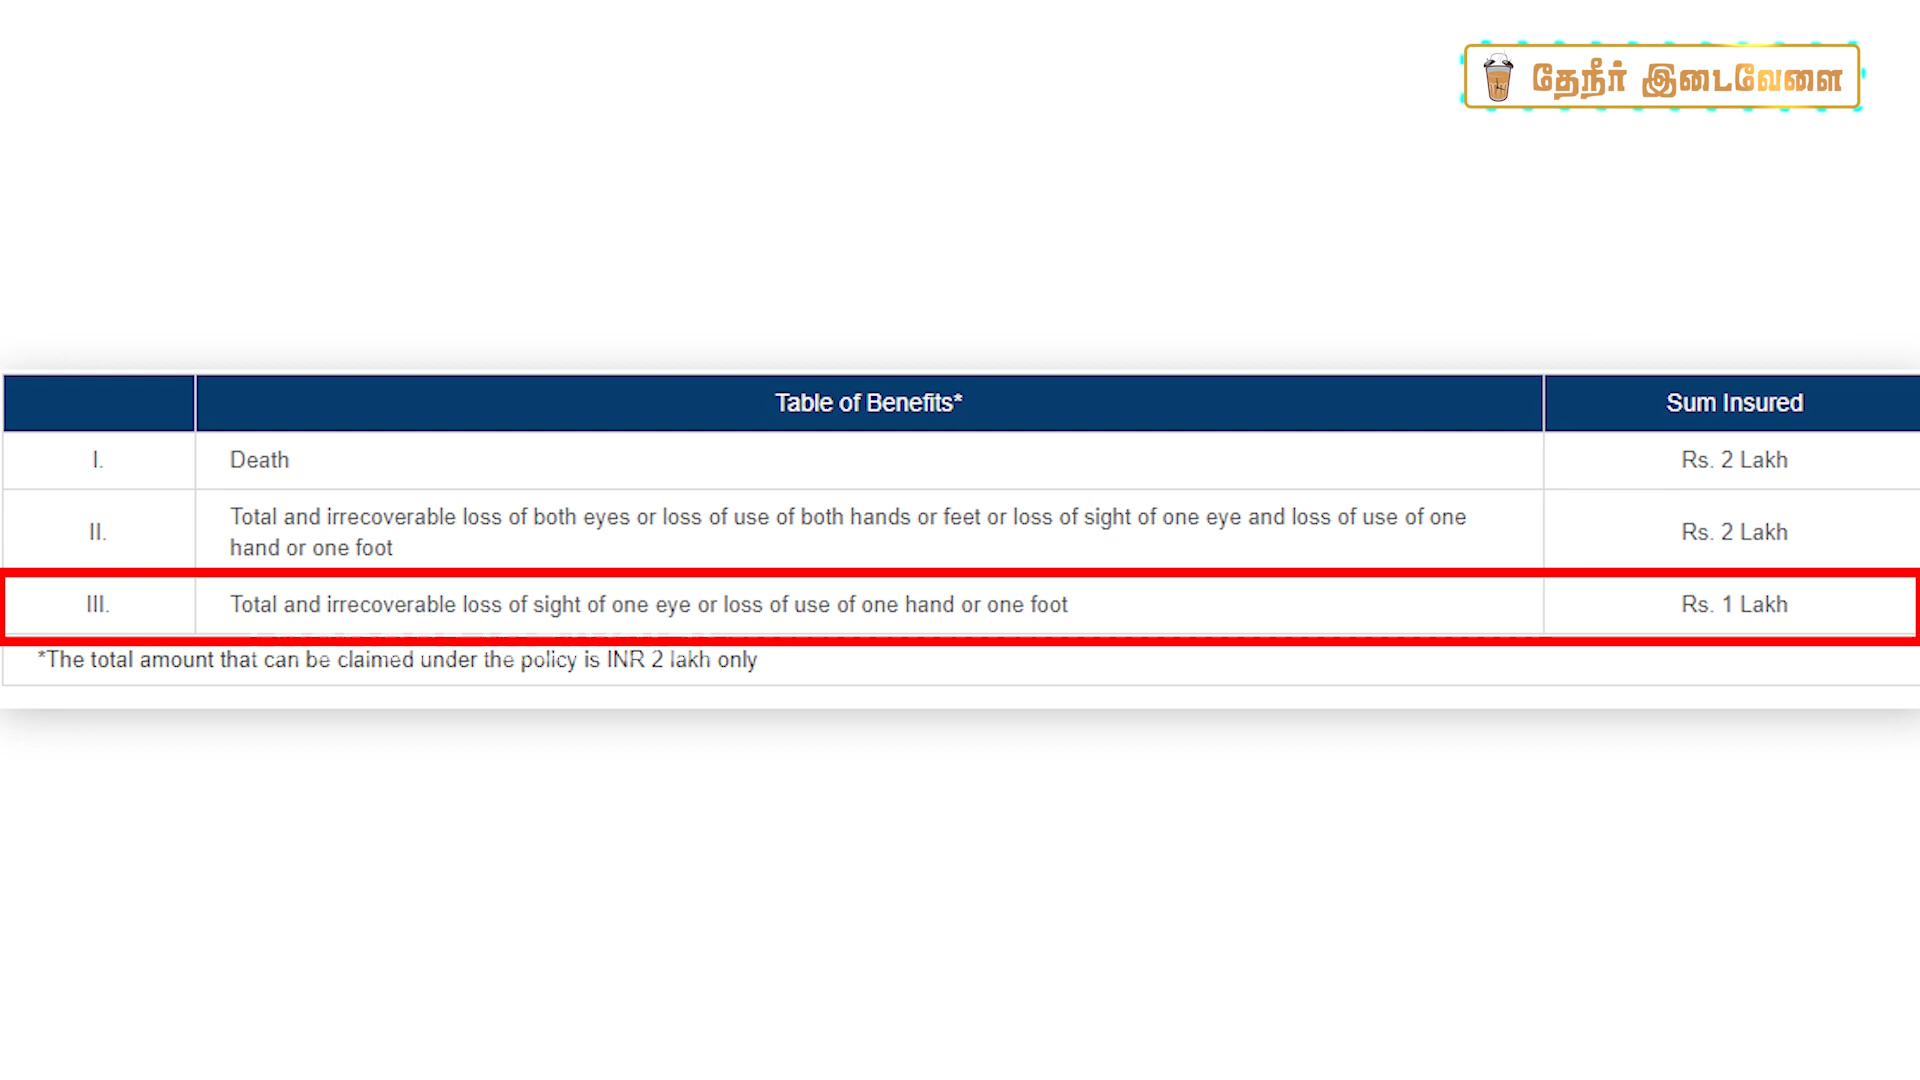 தேநீர் இடைவேளை
Table of Benefits* Sum Insured
I. Death Rs. 2 Lakh
II. Total and irrecoverable loss of both eyes or loss of use of both hands or feet or loss of sight of one eye and loss of use of one Rs. 2 Lakh
hand or one foot
III. Total and irrecoverable loss of sight of one eye or loss of use of one hand or one foot Rs. 1 Lakh
*The total amount that can be claimed under the policy is INR 2 lakh only